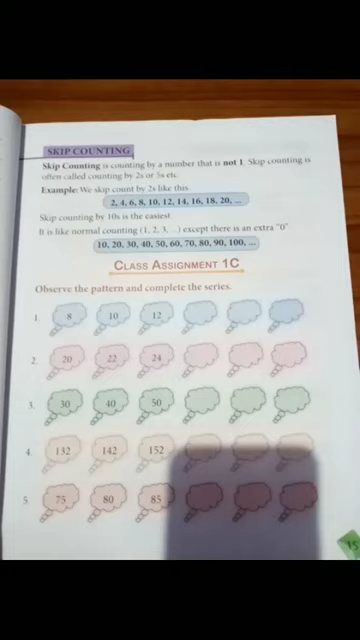 SKIP COUNTING
Skip Counting is counting by a number that is not 1. Skip counting is
often called counting by 2s or 5s etc.
Example: We skip count by 2s like this:
2, 4, 6, 8, 10, 12, 14, 16, 18, 20, ...
Skip counting by 10s is the easiest
It is like normal counting (1, 2, 3, ...) except there is an extra "0"
10, 20, 30, 40, 50, 60, 70, 80, 90, 100, ...
CLASS ASSIGNMENT 1C
Observe the pattern and complete the series.
1. 8 10 12
2. 20 22 24
3. 30 40 50
4. 132 142 152
5. 75 80 85
15